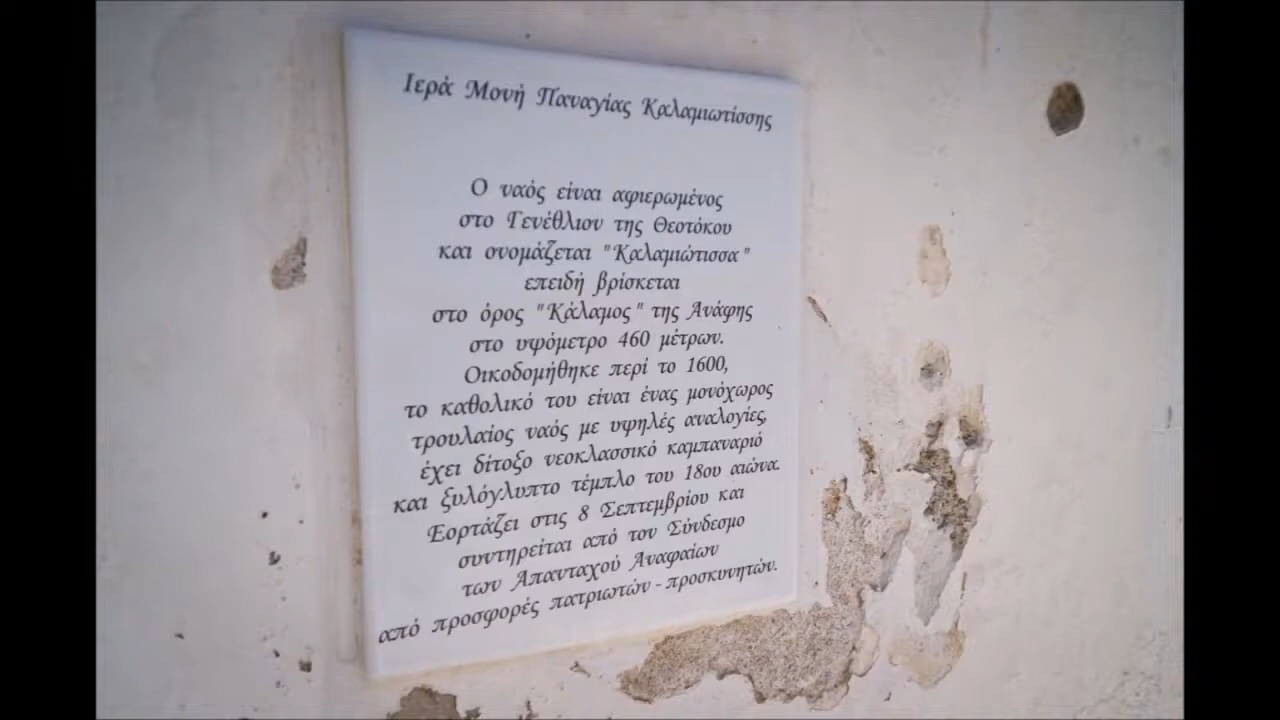 Ιερά Μονή Παναγίας Καλαμιωτίσσης
Ο ναός είναι αφιερωμένος
στο Γενέθλιον της Θεοτόκου
και ονομάζεται "Καλαμιώτισσα"
επειδή βρίσκεται
στο όρος "Κάλαμος" της Ανάφης
στο υψόμετρο 460 μέτρων.
Οικοδομήθηκε περί το 1600,
το καθολικό του είναι ένας μονόχωρος
τρουλαίος ναός με υψηλές αναλογίες,
έχει δίτοξο νεοκλασσικό καμπαναριό
και ξυλόγλυπτο τέμπλο του 18ου αιώνα.
Εορτάζει στις 8 Σεπτεμβρίου και
συντηρείται από τον Σύνδεσμο
των Απανταχού Αναφαίων
από προσφορές πατριωτών - προσκυνητών.